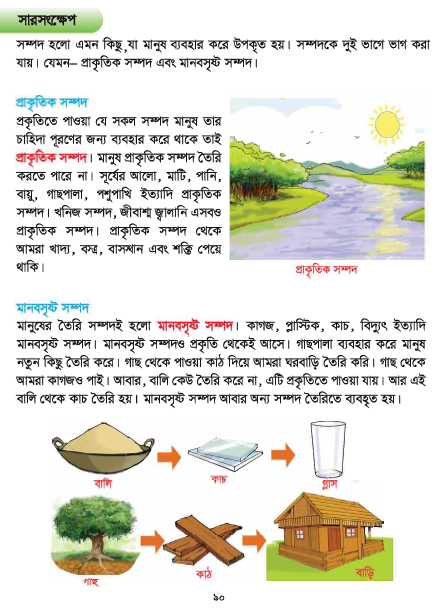 সারসংক্ষেপ
সম্পদ হলো এমন কিছু,যা মানুষ ব্যবহার করে উপকৃত হয়। সম্পদকে দুই ভাগে ভাগ করা
যায়। যেমন– প্রাকৃতিক সম্পদ এবং মানবসৃষ্ট সম্পদ।
প্রাকৃতিক সম্পদ
প্রকৃতিতে পাওয়া যে সকল সম্পদ মানুষ তার
চাহিদা পূরণের জন্য ব্যবহার করে থাকে তাই
প্রাকৃতিক সম্পদ। মানুষ প্রাকৃতিক সম্পদ তৈরি
করতে পারে না। সূর্যের আলো, মাটি, পানি,
বায়ু, গাছপালা, পশুপাখি ইত্যাদি প্রাকৃতিক
সম্পদ। খনিজ সম্পদ, জীবাশ্ম জ্বালানি এসবও
প্রাকৃতিক সম্পদ। প্রাকৃতিক সম্পদ থেকে
আমরা খাদ্য, বস্ত্র, বাসস্থান এবং শক্তি পেয়ে
থাকি।
প্রাকৃতিক সম্পদ
মানবসৃষ্ট সম্পদ
মানুষের তৈরি সম্পদই হলো মানবসৃষ্ট সম্পদ। কাগজ, প্লাস্টিক, কাচ, বিদ্যুৎ ইত্যাদি
মানবসৃষ্ট সম্পদ। মানবসৃষ্ট সম্পদও প্রকৃতি থেকেই আসে। গাছপালা ব্যবহার করে মানুষ
নতুন কিছু তৈরি করে। গাছ থেকে পাওয়া কাঠ দিয়ে আমরা ঘরবাড়ি তৈরি করি। গাছ থেকে
আমরা কাগজও পাই। আবার, বালি কেউ তৈরি করে না, এটি প্রকৃতিতে পাওয়া যায়। আর এই
বালি থেকে কাচ তৈরি হয়। মানবসৃষ্ট সম্পদ আবার অন্য সম্পদ তৈরিতে ব্যবহৃত হয়।
বালি
কাচ
গ্লাস
গাছ
কাঠ
বাড়ি
৯০